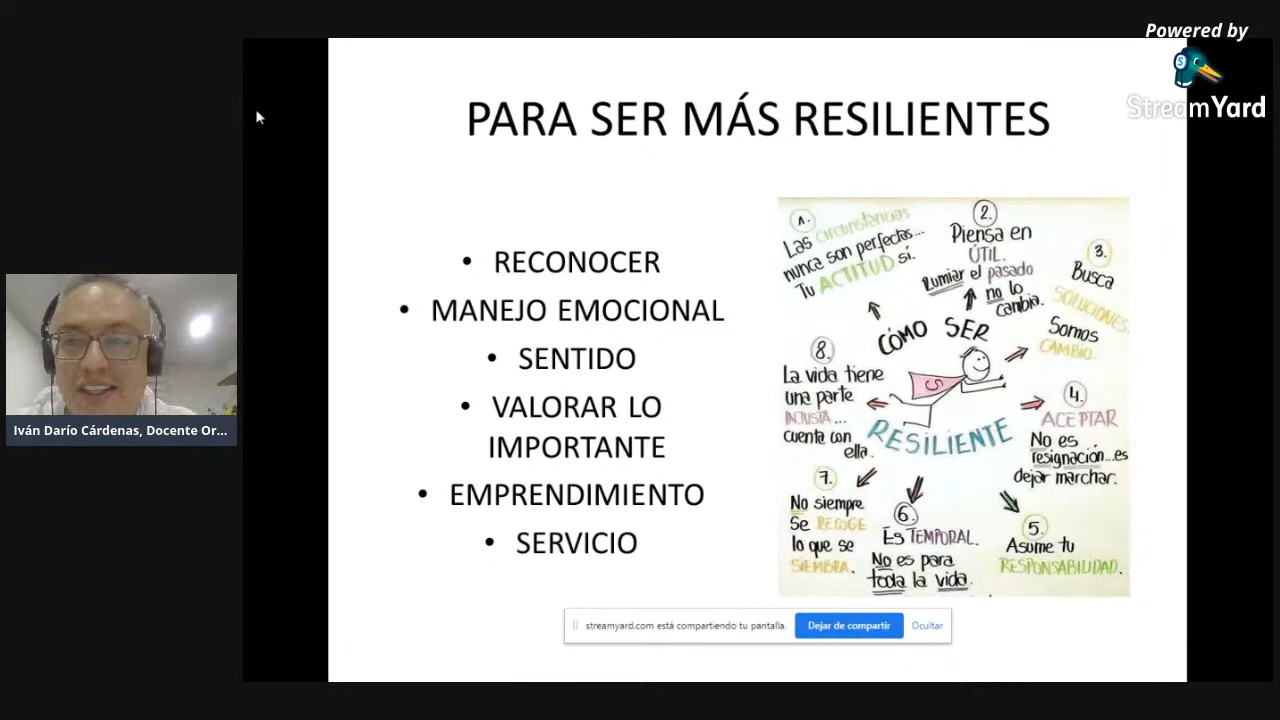 Powered by
StreamYard
PARA SER MÁS RESILIENTES
• RECONOCER
• MANEJO EMOCIONAL
• SENTIDO
• VALORAR LO
IMPORTANTE
• EMPRENDIMIENTO
• SERVICIO
1.
Las circunstancias
nunca son perfectas...
Tu ACTITUD sí.
2.
Piensa en
ÚTIL.
Rumiar el pasado
no lo
cambia.
3.
Busca
SOLUCIONES.
Somos
CAMBIO.
CÓMO SER
S
RESILIENTE
4.
ACEPTAR
No es
resignación...es
dejar marchar.
5.
Asume tu
RESPONSABILIDAD.
6.
Es TEMPORAL.
No es para
toda la vida.
7.
No siempre
se RECOGE
lo que se
SIEMBRA.
8.
La vida tiene
una parte
INJUSTA...
cuenta con
ella.
Iván Darío Cárdenas, Docente Or...
streamyard.com está compartiendo tu pantalla.
Dejar de compartir
Ocultar